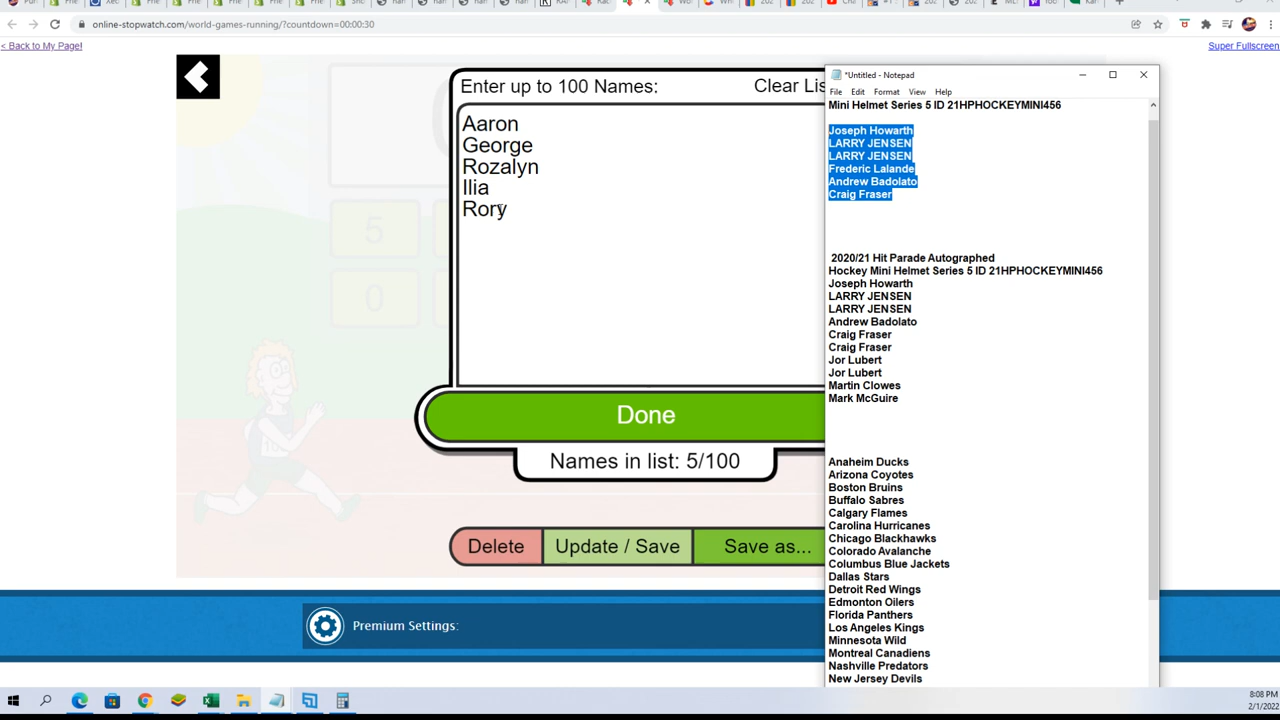 online-stopwatch.com/world-games-running/?countdown=00:00:30
< Back to My Page!
Super Fullscreen
Enter up to 100 Names:
Clear Lis
Aaron
George
Rozalyn
Ilia
Rory
5
0
Done
Names in list: 5/100
Delete
Update / Save
Save as...
Premium Settings:
*Untitled - Notepad
File Edit Format View Help
Mini Helmet Series 5 ID 21HPHOCKEYMINI456
Joseph Howarth
LARRY JENSEN
LARRY JENSEN
Frederic Lalande
Andrew Badolato
Craig Fraser
2020/21 Hit Parade Autographed
Hockey Mini Helmet Series 5 ID 21HPHOCKEYMINI456
Joseph Howarth
LARRY JENSEN
LARRY JENSEN
Andrew Badolato
Craig Fraser
Craig Fraser
Jor Lubert
Jor Lubert
Martin Clowes
Mark McGuire
Anaheim Ducks
Arizona Coyotes
Boston Bruins
Buffalo Sabres
Calgary Flames
Carolina Hurricanes
Chicago Blackhawks
Colorado Avalanche
Columbus Blue Jackets
Dallas Stars
Detroit Red Wings
Edmonton Oilers
Florida Panthers
Los Angeles Kings
Minnesota Wild
Montreal Canadiens
Nashville Predators
New Jersey Devils
8:08 PM
2/1/2022